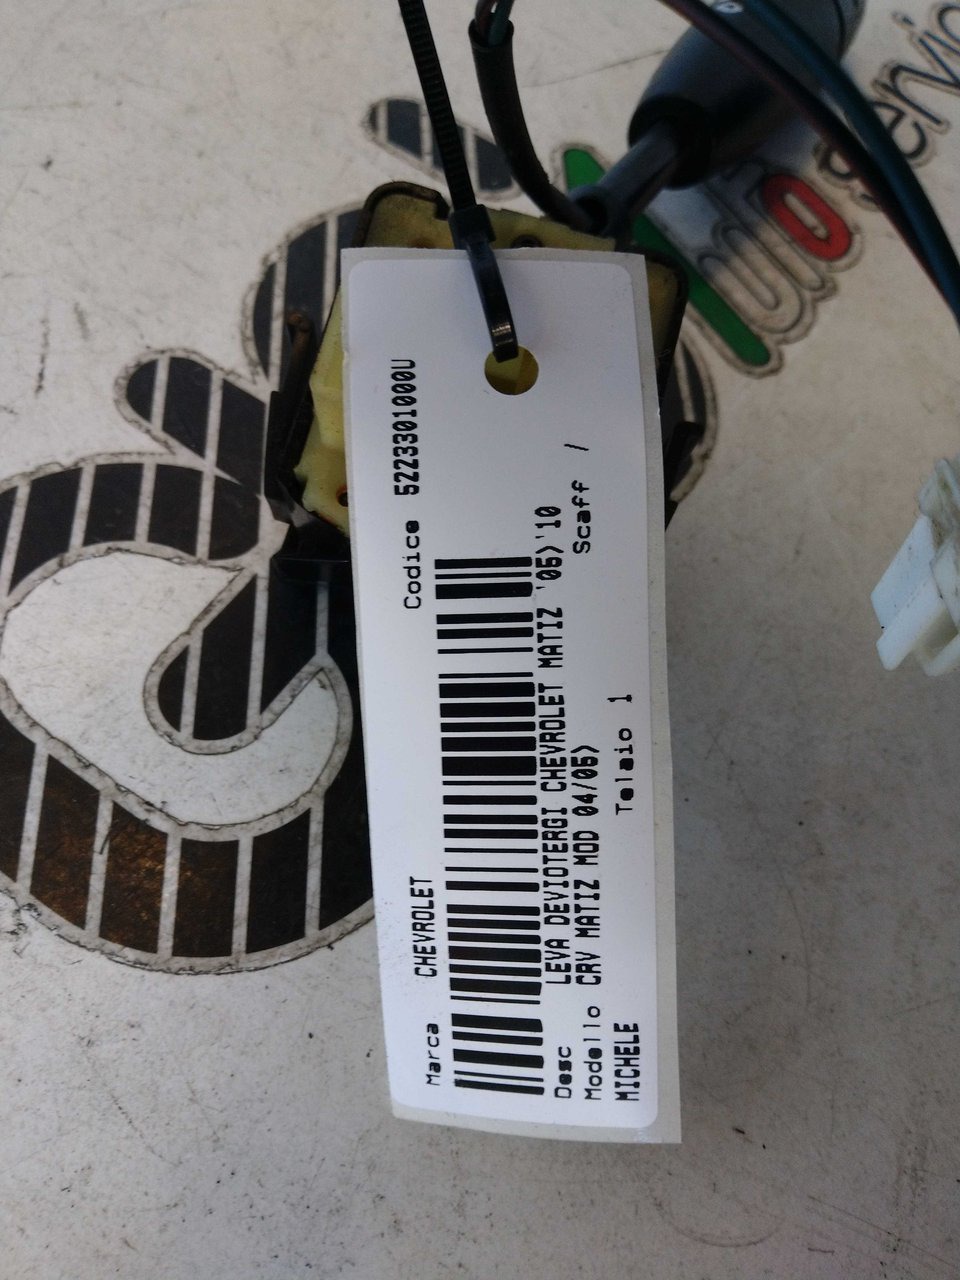 Marca CHEVROLET Codice 5223301000U
Desc LEVA DEVIOTERGI CHEVROLET MATIZ '05>'10
Modello CRV MATIZ MOD 04/05> Scaff /
MICHELE Telaio 1